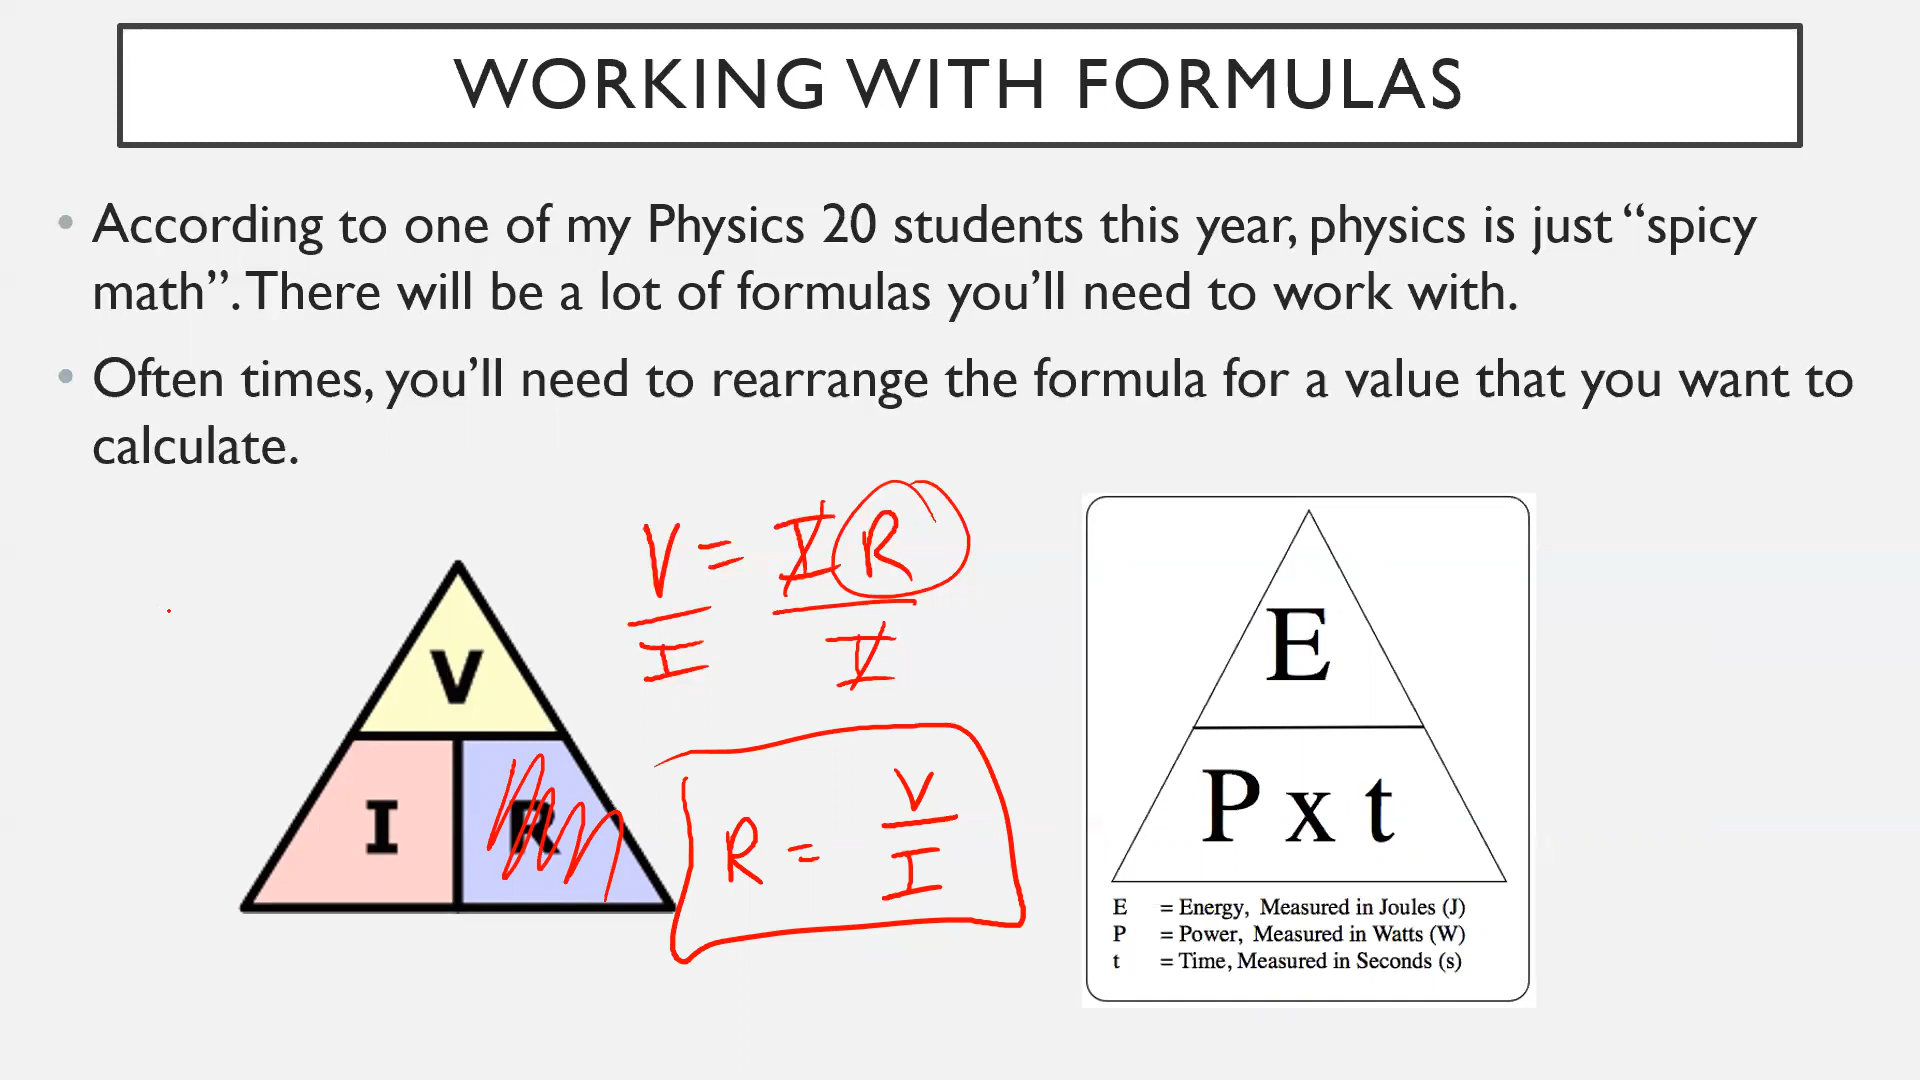 WORKING WITH FORMULAS
• According to one of my Physics 20 students this year, physics is just “spicy
math”. There will be a lot of formulas you’ll need to work with.
• Often times, you’ll need to rearrange the formula for a value that you want to
calculate.
V = IR
I I
R = V
I
V
I R
E
P x t
E = Energy, Measured in Joules (J)
P = Power, Measured in Watts (W)
t = Time, Measured in Seconds (s)